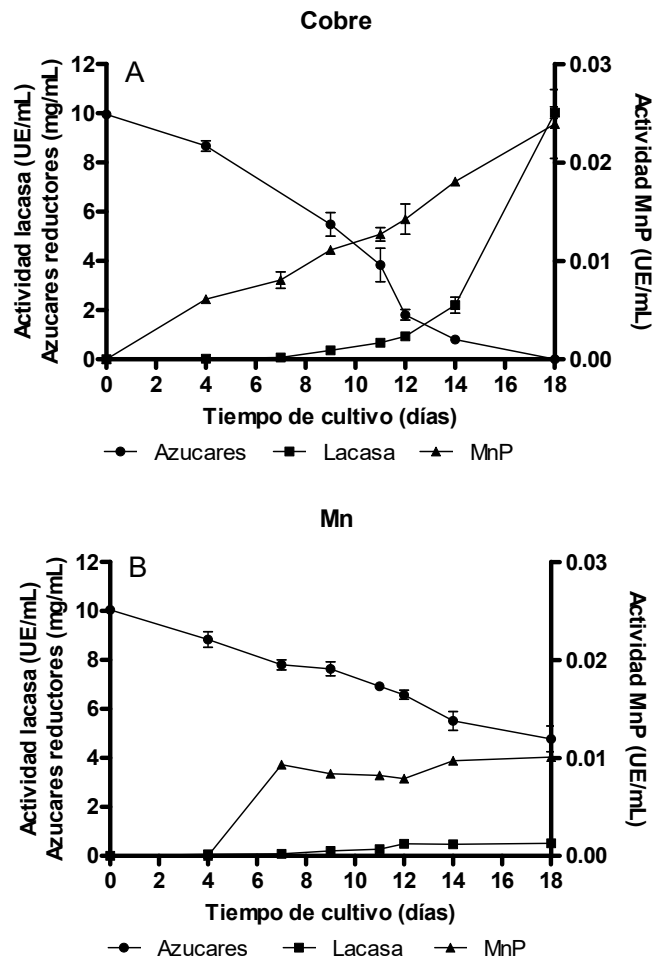 Cobre
A
Actividad lacasa (UE/mL)
Azucares reductores (mg/mL)
12
10
8
6
4
2
0
0.03
0.02
0.01
0.00
Actividad MnP (UE/mL)
0 2 4 6 8 10 12 14 16 18
Tiempo de cultivo (días)
Azucares Lacasa MnP
Mn
B
Actividad lacasa (UE/mL)
Azucares reductores (mg/mL)
12
10
8
6
4
2
0
0.03
0.02
0.01
0.00
Actividad MnP (UE/mL)
0 2 4 6 8 10 12 14 16 18
Tiempo de cultivo (días)
Azucares Lacasa MnP